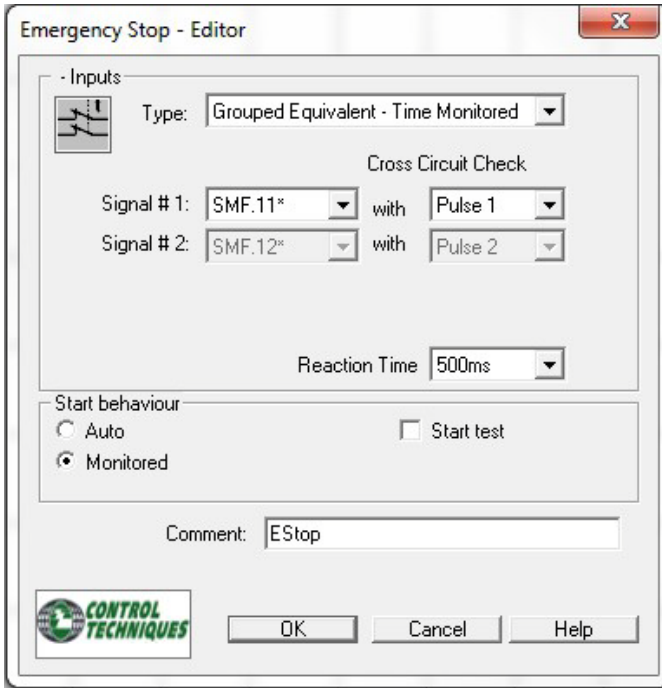 Emergency Stop - Editor
- Inputs
Type: Grouped Equivalent - Time Monitored
Cross Circuit Check
Signal # 1: SMF.11* with Pulse 1
Signal # 2: SMF.12* with Pulse 2
Reaction Time 500ms
Start behaviour
Auto Start test
Monitored
Comment: EStop
CONTROL
TECHNIQUES
OK Cancel Help